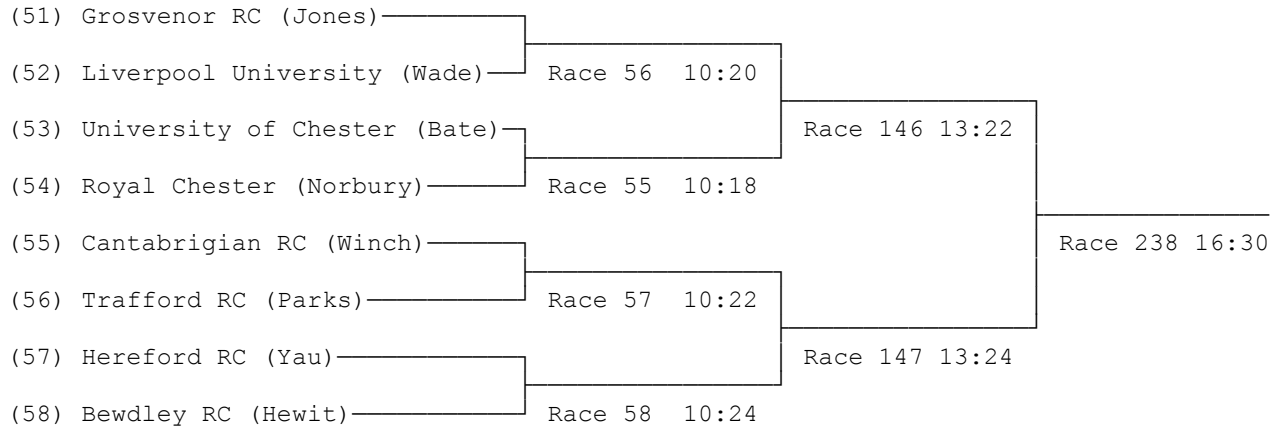 (51) Grosvenor RC (Jones)
(52) Liverpool University (Wade) Race 56 10:20
(53) University of Chester (Bate) Race 146 13:22
(54) Royal Chester (Norbury) Race 55 10:18
(55) Cantabrigian RC (Winch) Race 238 16:30
(56) Trafford RC (Parks) Race 57 10:22
(57) Hereford RC (Yau) Race 147 13:24
(58) Bewdley RC (Hewit) Race 58 10:24